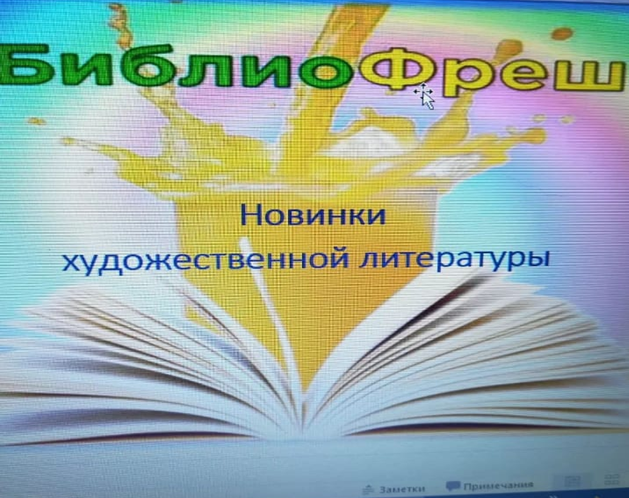 БиблиоФреш
Новинки
художественной литературы
Заметки Примечания